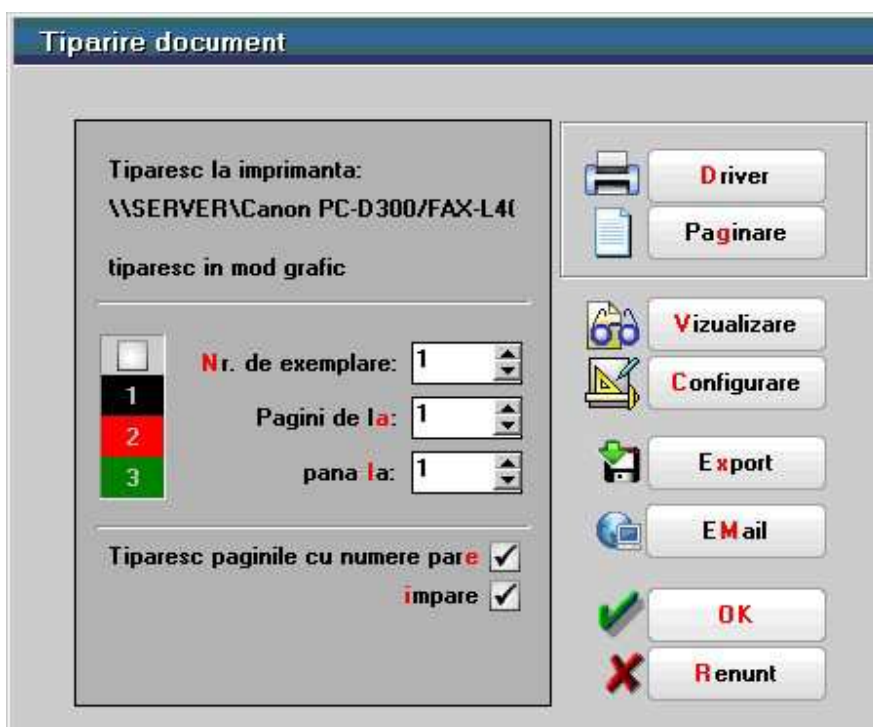 Tiparire document
Tiparesc la imprimanta:
\\SERVER\Canon PC-D300/FAX-L4(
tiparesc in mod grafic
1
2
3
Nr. de exemplare: 1
Pagini de la: 1
pana la: 1
Tiparesc paginile cu numere pare
impare
Driver
Paginare
Vizualizare
Configurare
Export
EMail
OK
Renunt